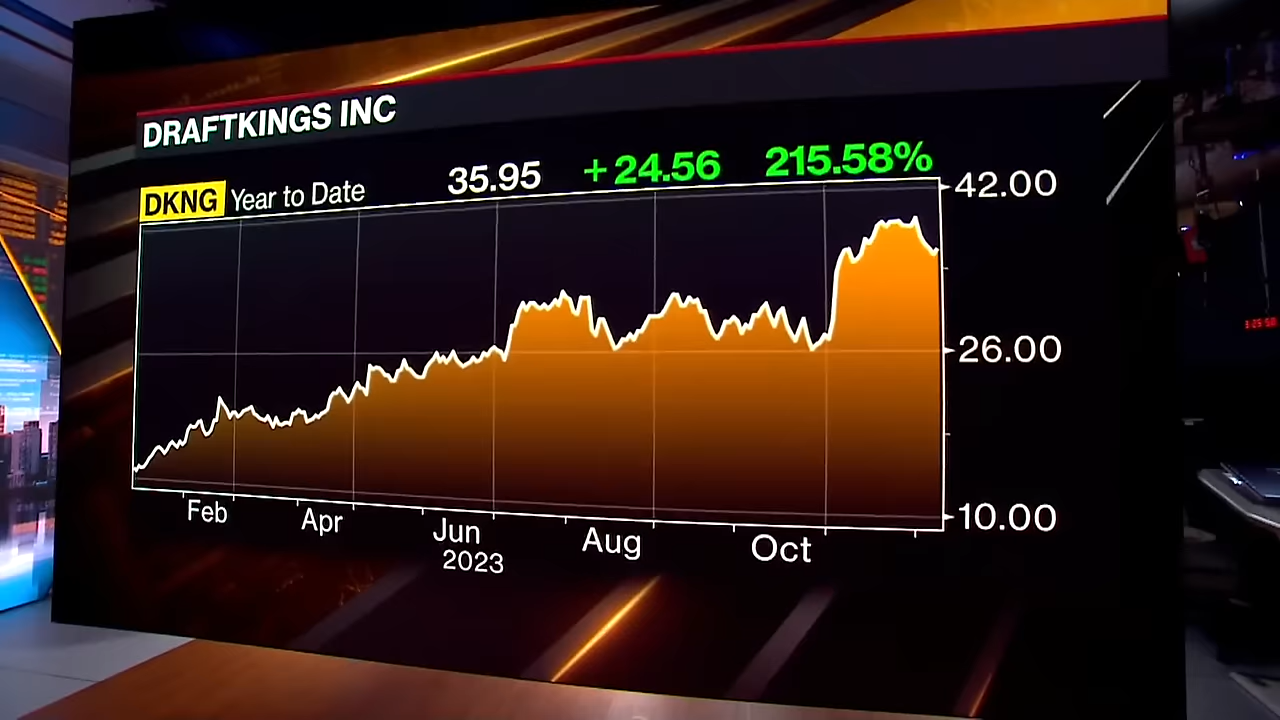 DRAFTKINGS INC
DKNG Year to Date 35.95 +24.56 215.58%
42.00
26.00
10.00
Feb Apr Jun Aug Oct
2023